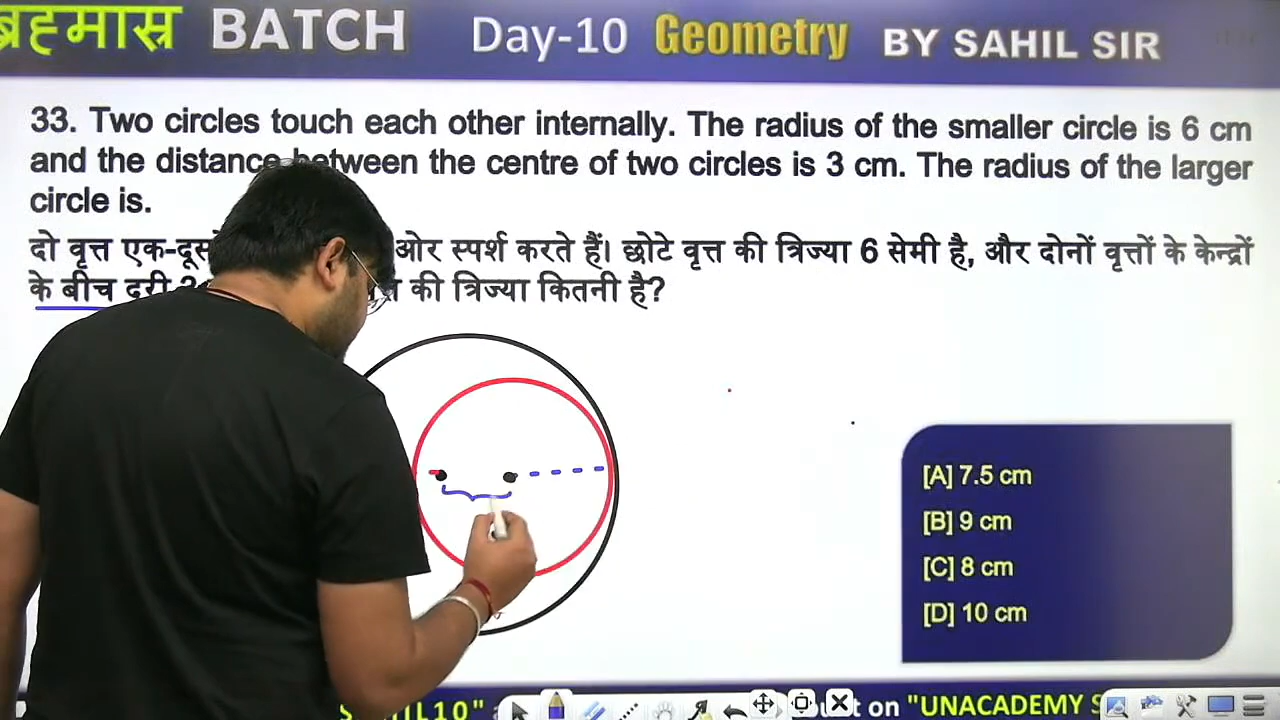 ब्रह्मास्र BATCH Day-10 Geometry BY SAHIL SIR
33. Two circles touch each other internally. The radius of the smaller circle is 6 cm
and the distance between the centre of two circles is 3 cm. The radius of the larger
circle is.
दो वृत्त एक-दूसरे ओर स्पर्श करते हैं। छोटे वृत्त की त्रिज्या 6 सेमी है, और दोनों वृत्तों के केन्द्रों
के बीच दूरी की त्रिज्या कितनी है?
[A] 7.5 cm
[B] 9 cm
[C] 8 cm
[D] 10 cm
on "UNACADEMY